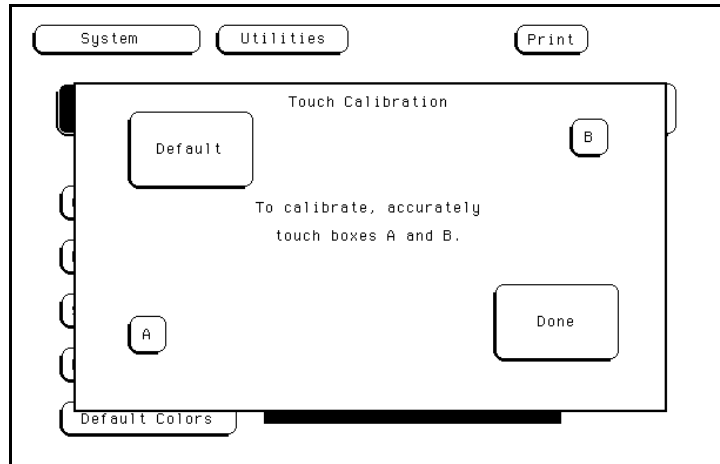 System
Utilities
Print
Touch Calibration
Default
B
To calibrate, accurately
touch boxes A and B.
A
Done
Default Colors